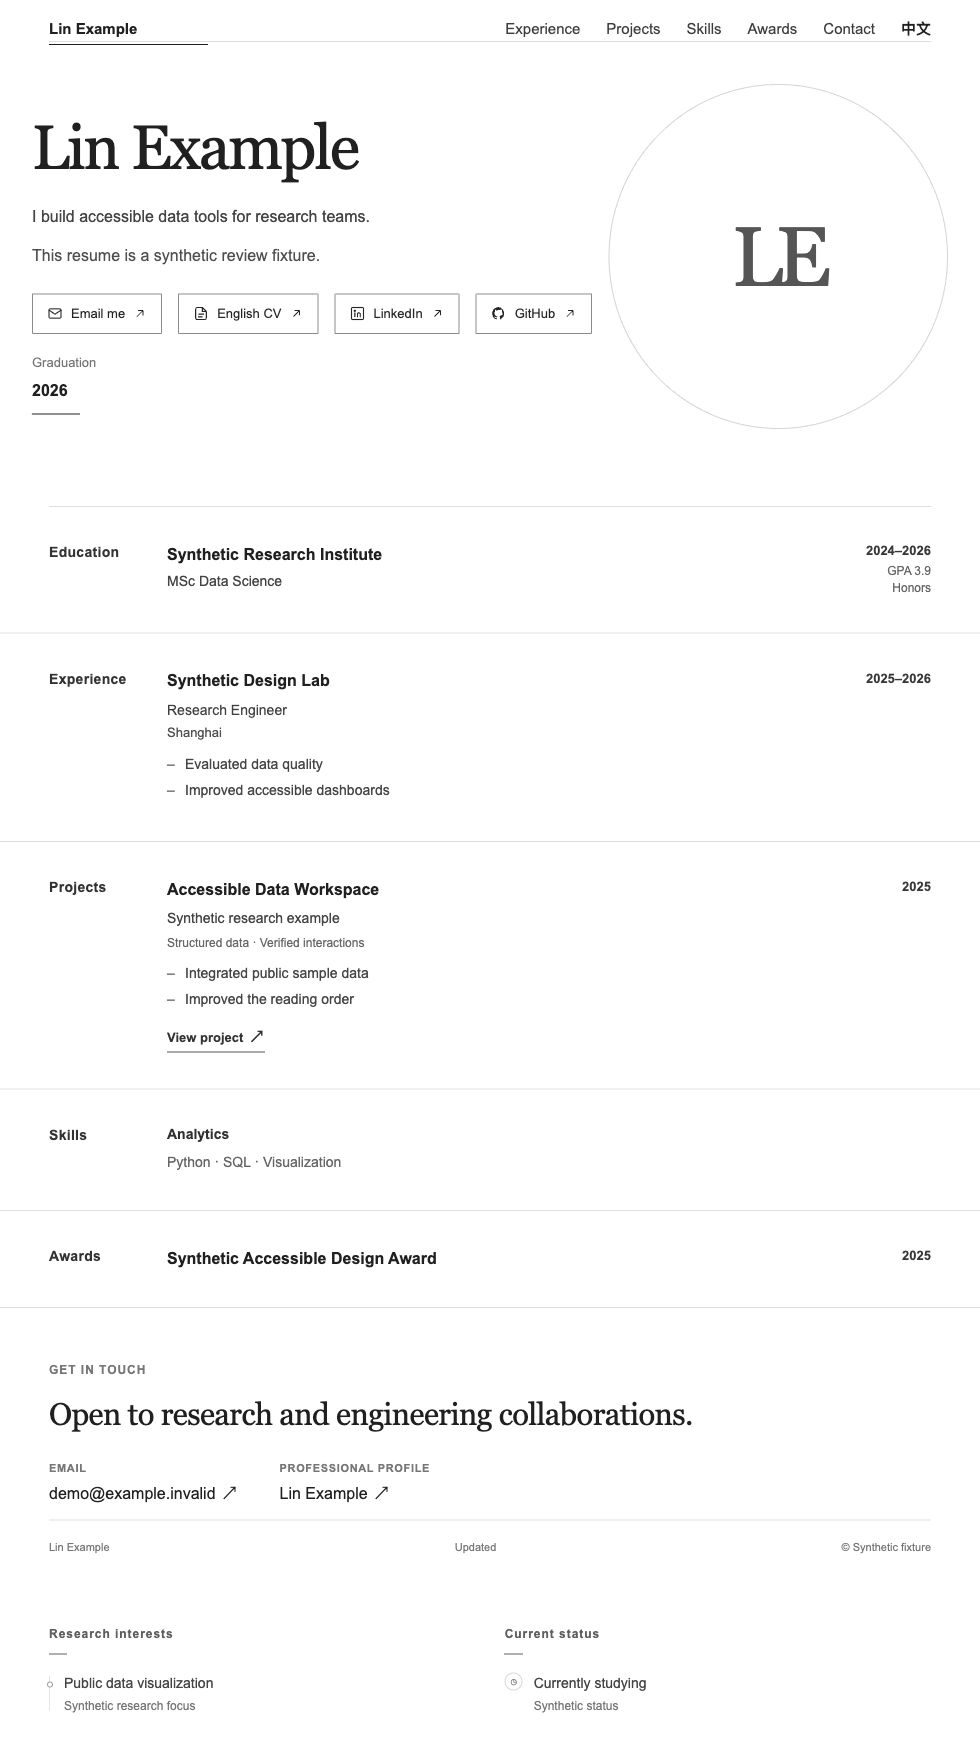 Lin Example
Experience Projects Skills Awards Contact 中文
Lin Example
LE
I build accessible data tools for research teams.
This resume is a synthetic review fixture.
Email me English CV LinkedIn GitHub
Graduation
2026
Education
Synthetic Research Institute
MSc Data Science
2024–2026
GPA 3.9
Honors
Experience
Synthetic Design Lab
2025–2026
Research Engineer
Shanghai
– Evaluated data quality
– Improved accessible dashboards
Projects
Accessible Data Workspace
2025
Synthetic research example
Structured data · Verified interactions
– Integrated public sample data
– Improved the reading order
View project
Skills
Analytics
Python · SQL · Visualization
Awards
Synthetic Accessible Design Award
2025
GET IN TOUCH
Open to research and engineering collaborations.
EMAIL
demo@example.invalid
PROFESSIONAL PROFILE
Lin Example
Lin Example Updated © Synthetic fixture
Research interests
Public data visualization
Synthetic research focus
Current status
Currently studying
Synthetic status